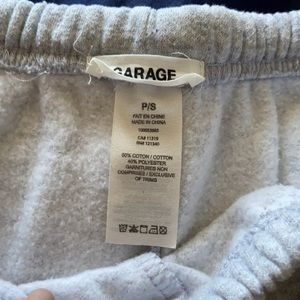 GARAGE
P/S
FAIT EN CHINE
MADE IN CHINA
CA# 11319
RN# 121340
60% COTON / COTTON
40% POLYESTER
GARNITURES NON
COMPRISES / EXCLUSIVE
OF TRIMS